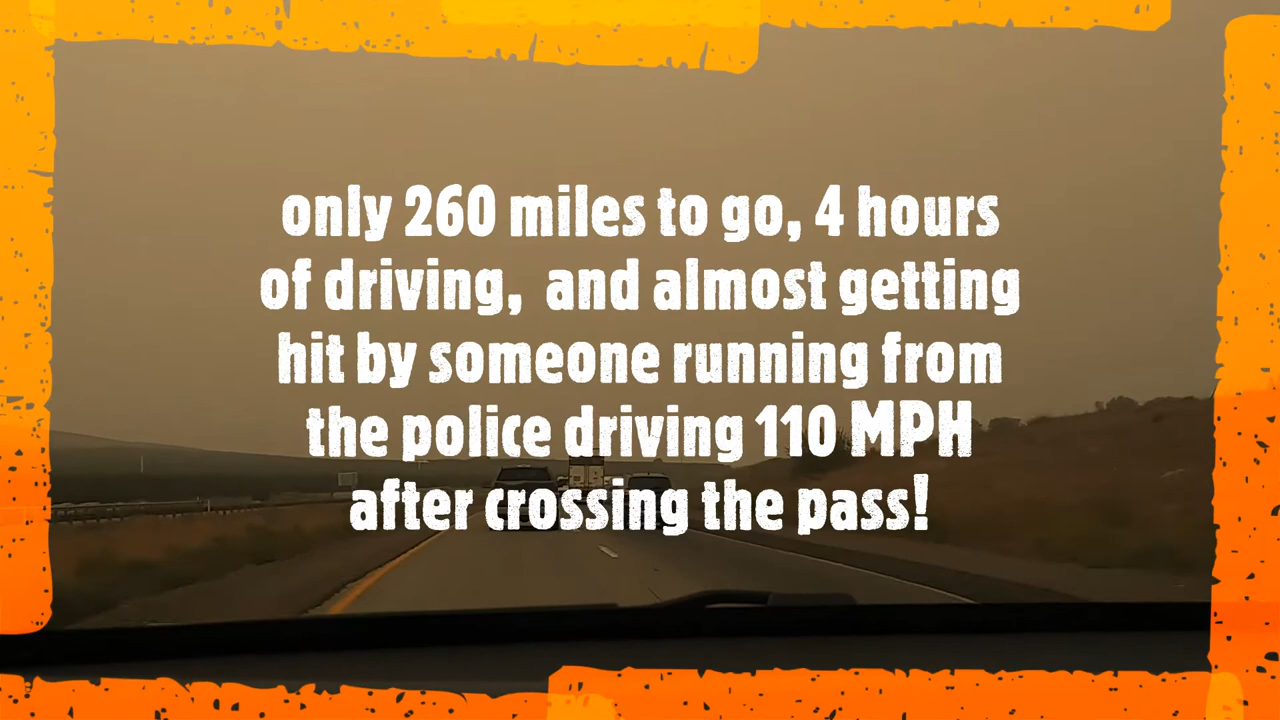 only 260 miles to go, 4 hours
of driving,  and almost getting
hit by someone running from
the police driving 110 MPH
after crossing the pass!